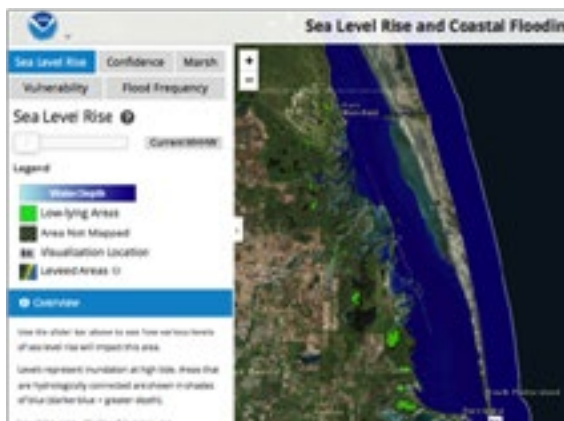 Sea Level Rise and Coastal Floodin
Sea Level Rise
Confidence
Marsh
Vulnerability
Flood Frequency
Sea Level Rise
Current MHHW
Legend
Water Depth
Low-lying Areas
Area Not Mapped
Visualization Location
Leveed Areas
Overview
Use the slider bar above to see how various levels
of sea level rise will impact this area.
Levels represent inundation at high tide. Areas that
are hydrologically connected are shown in shades
of blue (darker blue = greater depth).